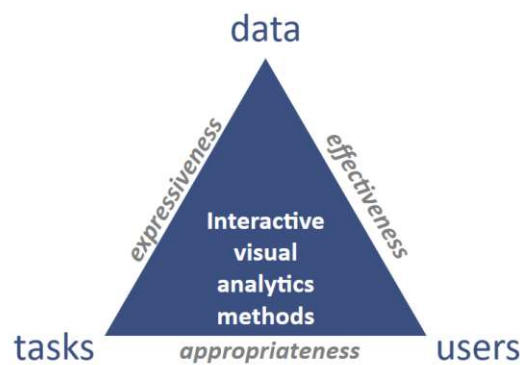 data
expressiveness
effectiveness
Interactive
visual
analytics
methods
tasks
appropriateness
users